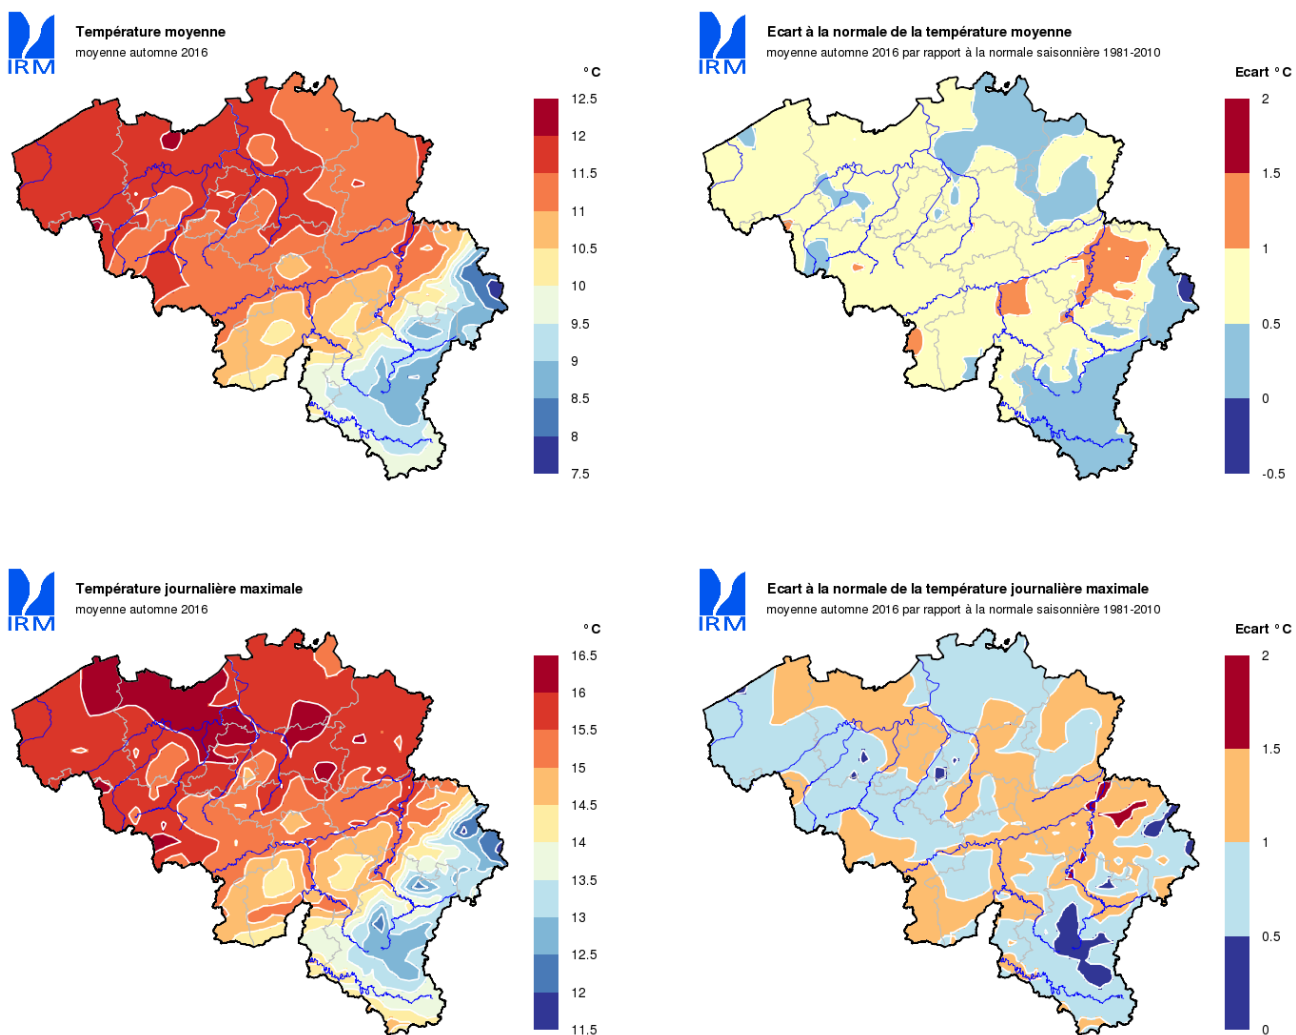 IRM
Température moyenne
moyenne automne 2016
°C
12.5
12
11.5
11
10.5
10
9.5
9
8.5
8
7.5
IRM
Ecart à la normale de la température moyenne
moyenne automne 2016 par rapport à la normale saisonnière 1981-2010
Ecart °C
2
1.5
1
0.5
0
-0.5
IRM
Température journalière maximale
moyenne automne 2016
°C
16.5
16
15.5
15
14.5
14
13.5
13
12.5
12
11.5
IRM
Ecart à la normale de la température journalière maximale
moyenne automne 2016 par rapport à la normale saisonnière 1981-2010
Ecart °C
2
1.5
1
0.5
0